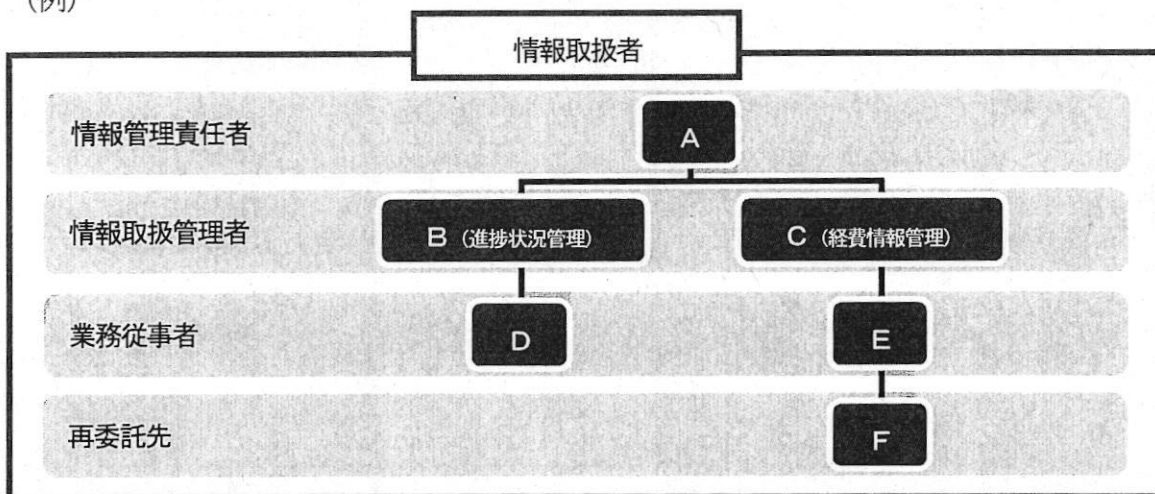 (例)
情報取扱者
情報管理責任者
A
情報取扱管理者
B (進捗状況管理)
C (経費情報管理)
業務従事者
D
E
再委託先
F